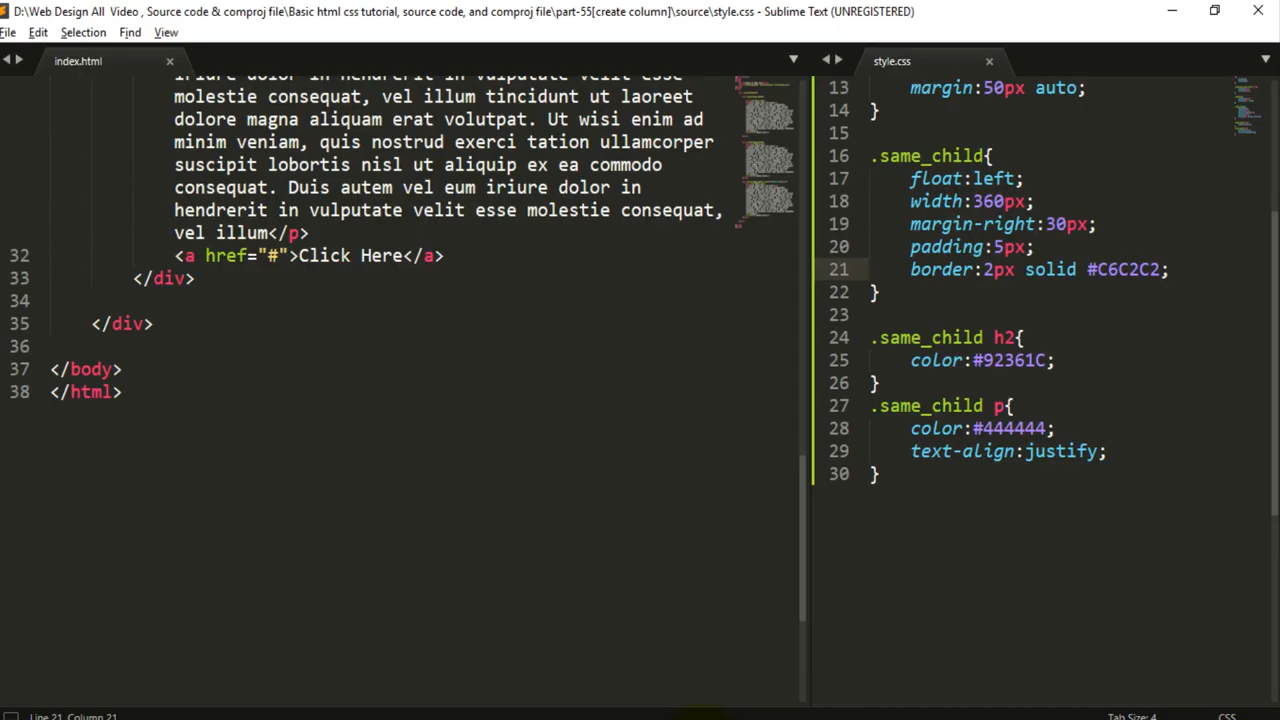 D:\Web Design All  Video , Source code & comproj file\Basic html css tutorial, source code, and comproj file\part-55[create column]\source\style.css - Sublime Text (UNREGISTERED)
File Edit Selection Find View
index.html
molestie consequat, vel illum tincidunt ut laoreet
dolore magna aliquam erat volutpat. Ut wisi enim ad
minim veniam, quis nostrud exerci tation ullamcorper
suscipit lobortis nisl ut aliquip ex ea commodo
consequat. Duis autem vel eum iriure dolor in
hendrerit in vulputate velit esse molestie consequat,
vel illum</p>
32 <a href="#">Click Here</a>
33 </div>
34
35 </div>
36
37 </body>
38 </html>
style.css
13 margin:50px auto;
14 }
15
16 .same_child{
17 float:left;
18 width:360px;
19 margin-right:30px;
20 padding:5px;
21 border:2px solid #C6C2C2;
22 }
23
24 .same_child h2{
25 color:#92361C;
26 }
27 .same_child p{
28 color:#444444;
29 text-align:justify;
30 }
Line 21, Column 21
Tab Size: 4
CSS